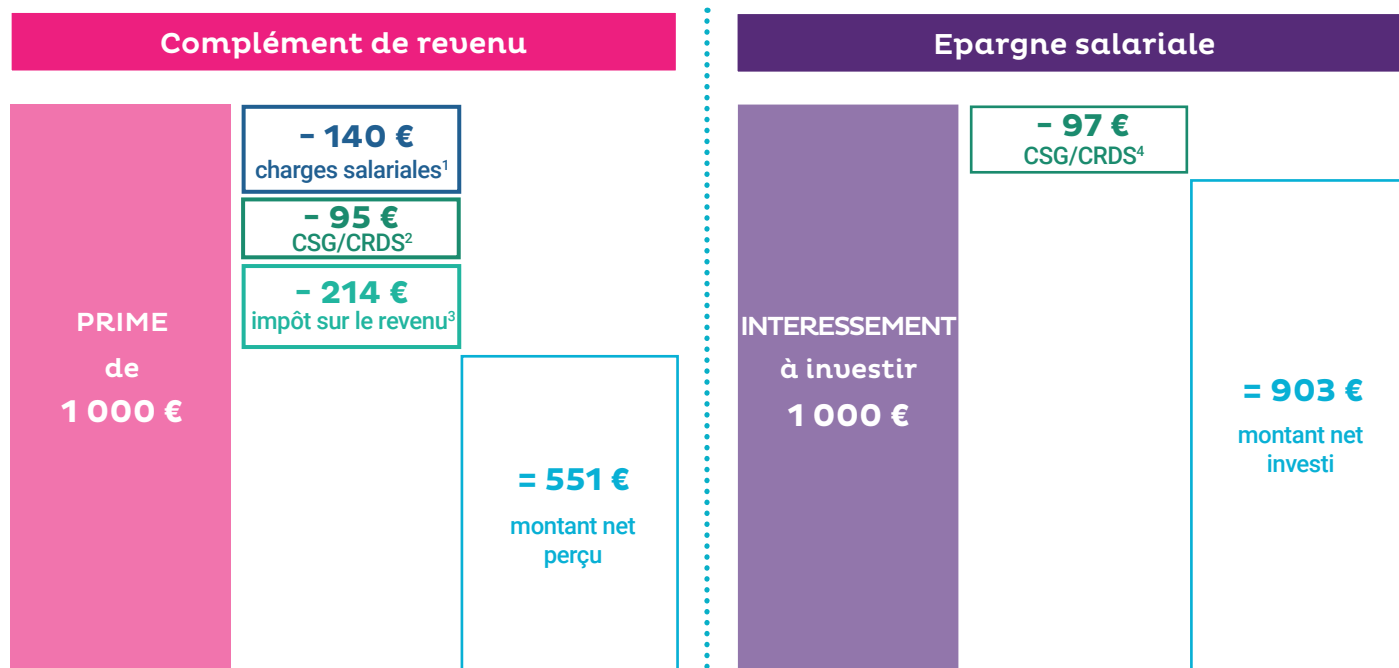 Complément de revenu
PRIME
de
1 000 €
- 140 €
charges salariales¹
- 95 €
CSG/CRDS²
- 214 €
impôt sur le revenu³
= 551 €
montant net
perçu
Epargne salariale
INTERESSEMENT
à investir
1 000 €
- 97 €
CSG/CRDS⁴
= 903 €
montant net
investi